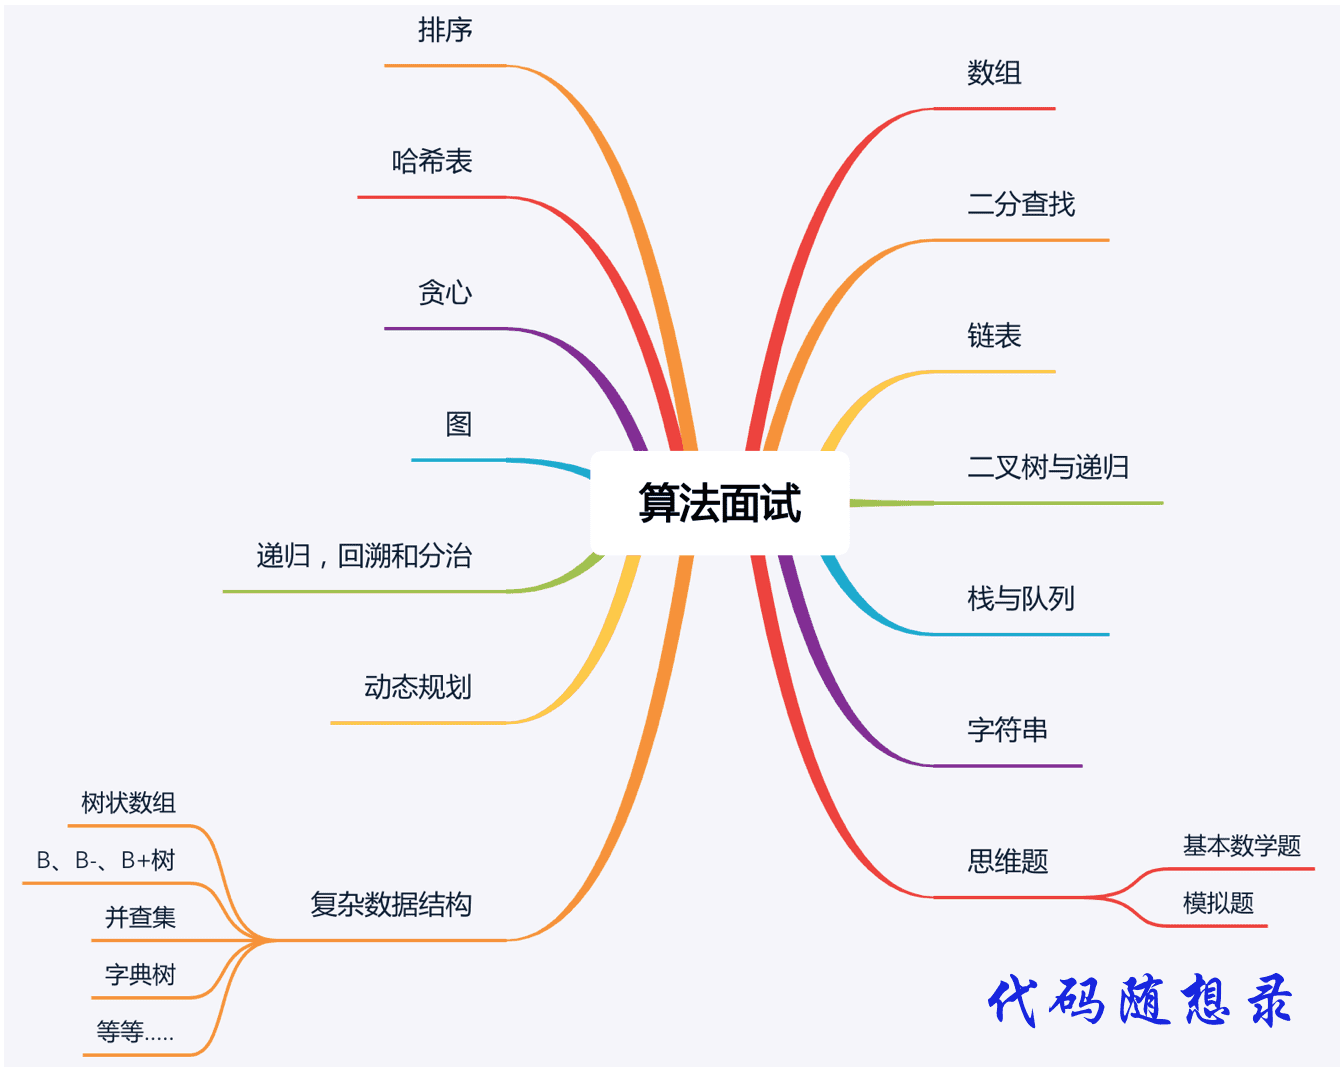 算法面试
数组
二分查找
链表
二叉树与递归
栈与队列
字符串
思维题
基本数学题
模拟题
排序
哈希表
贪心
图
递归，回溯和分治
动态规划
复杂数据结构
树状数组
B、B-、B+树
并查集
字典树
等等.....
代码随想录